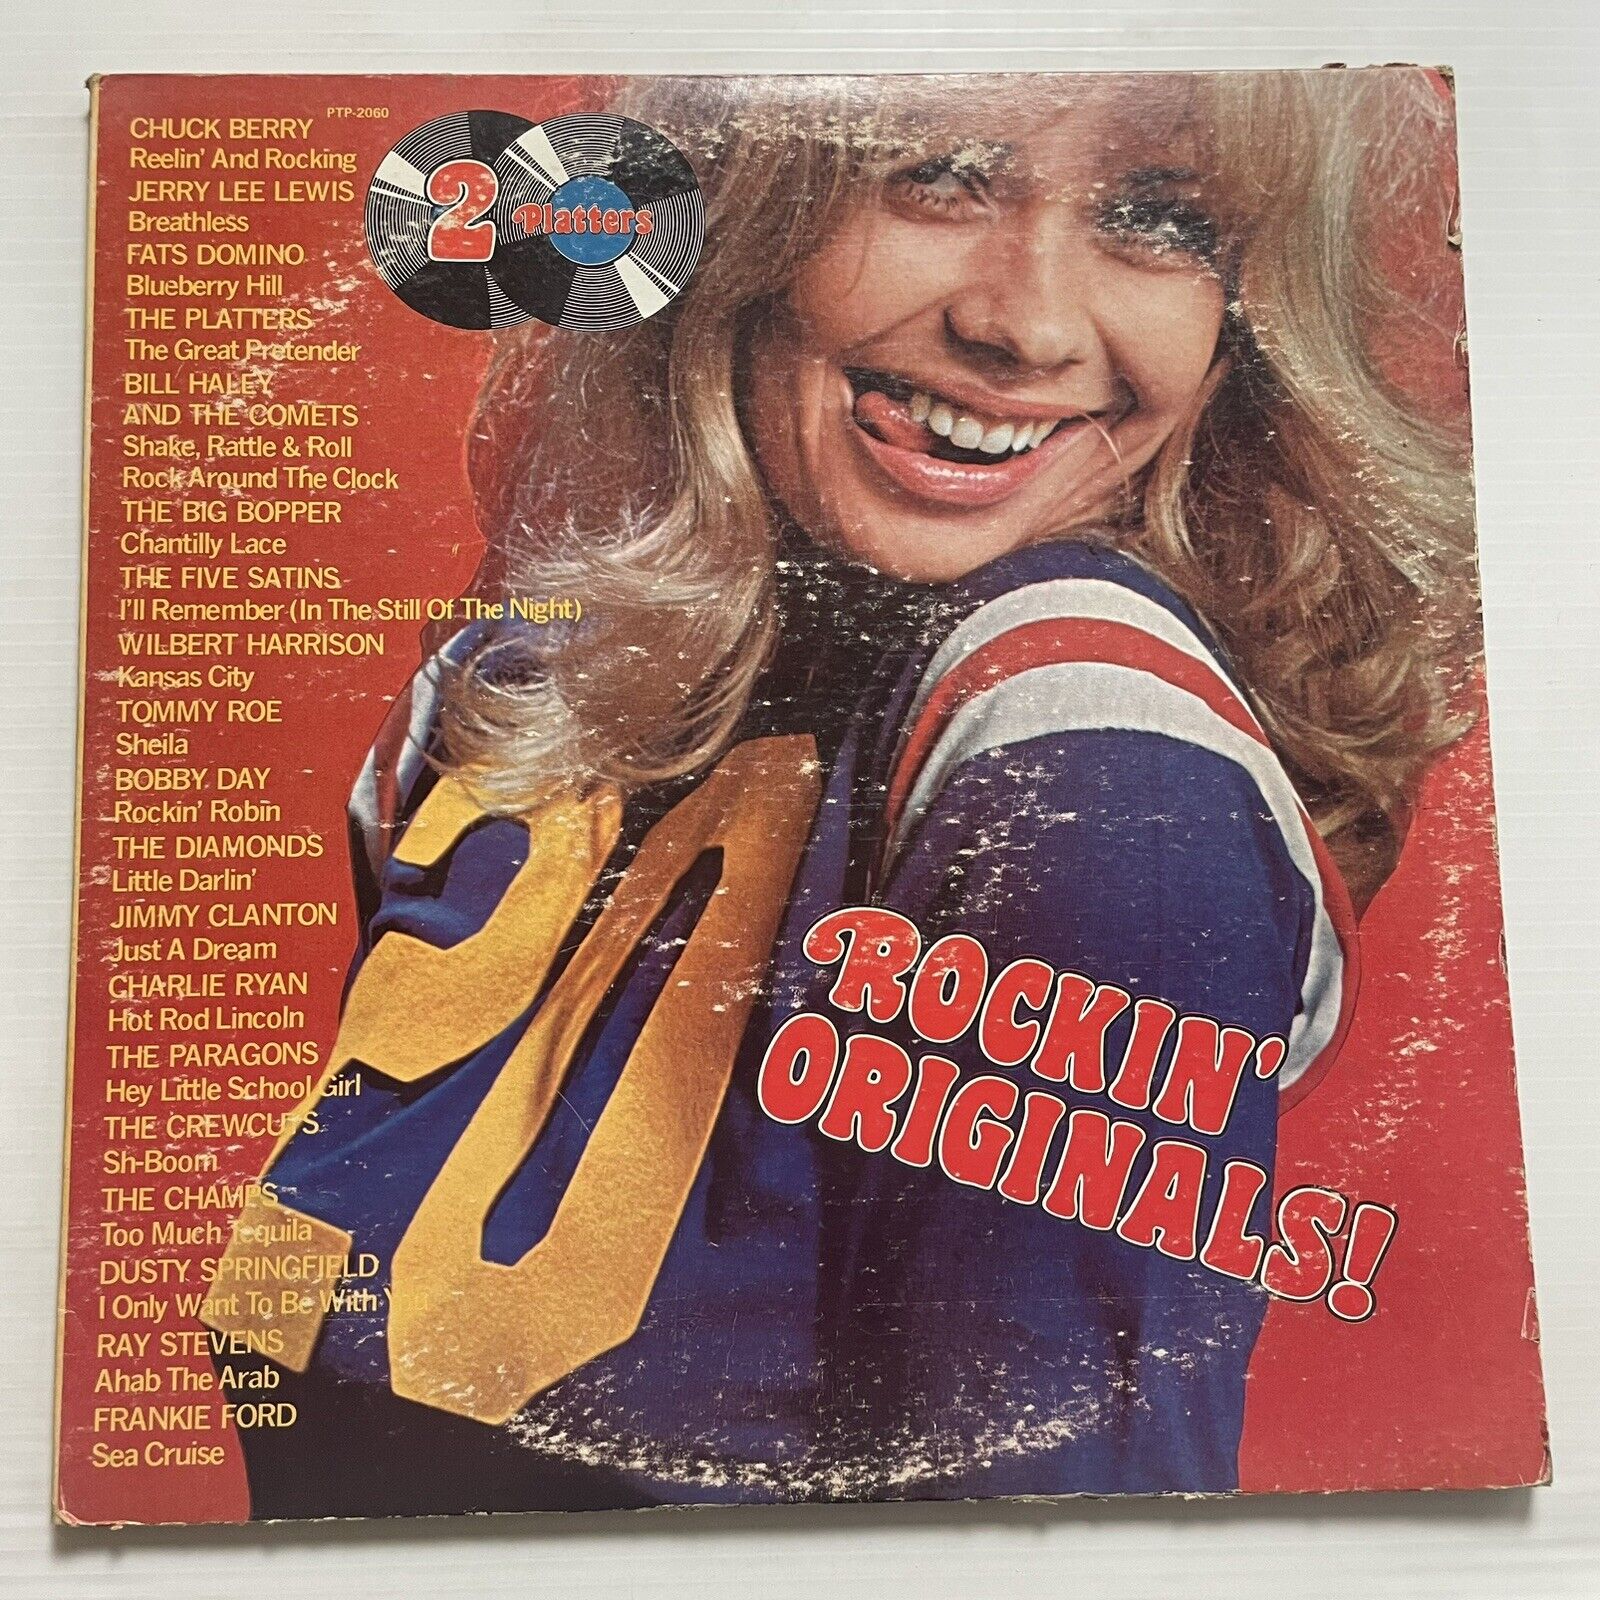 PTP-2060
CHUCK BERRY
Reelin' And Rocking
JERRY LEE LEWIS
Breathless
FATS DOMINO
Blueberry Hill
THE PLATTERS
The Great Pretender
BILL HALEY
AND THE COMETS
Shake, Rattle & Roll
Rock Around The Clock
THE BIG BOPPER
Chantilly Lace
THE FIVE SATINS
I'll Remember (In The Still Of The Night)
WILBERT HARRISON
Kansas City
TOMMY ROE
Sheila
BOBBY DAY
Rockin' Robin
THE DIAMONDS
Little Darlin'
JIMMY CLANTON
Just A Dream
CHARLIE RYAN
Hot Rod Lincoln
THE PARAGONS
Hey Little School Girl
THE CREWCUTS
Sh-Boom
THE CHAMPS
Too Much Tequila
DUSTY SPRINGFIELD
I Only Want To Be With You
RAY STEVENS
Ahab The Arab
FRANKIE FORD
Sea Cruise
2 Platters
20
ROCKIN'
ORIGINALS!